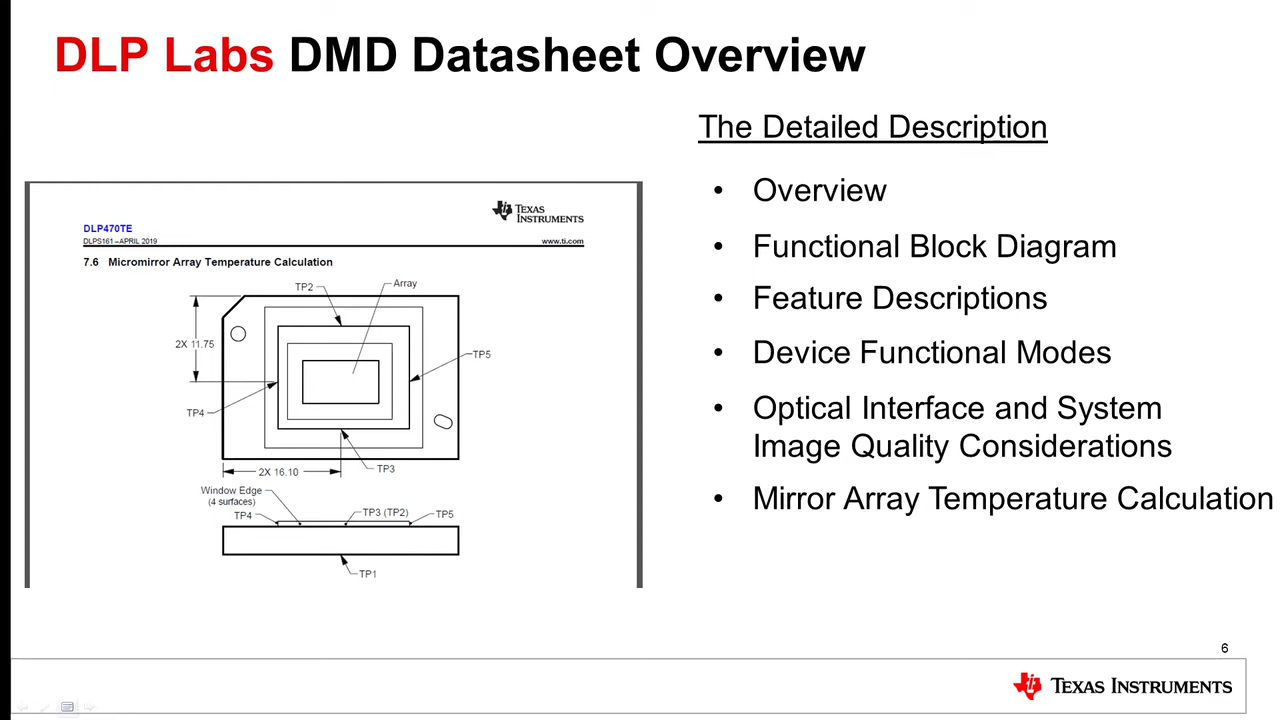 DLP Labs DMD Datasheet Overview
The Detailed Description
• Overview
• Functional Block Diagram
• Feature Descriptions
• Device Functional Modes
• Optical Interface and System
Image Quality Considerations
• Mirror Array Temperature Calculation
TEXAS
INSTRUMENTS
DLP470TE
DLPS161 –APRIL 2019
www.ti.com
7.6 Micromirror Array Temperature Calculation
TP2
Array
2X 11.75
TP5
TP4
2X 16.10
TP3
Window Edge
(4 surfaces)
TP4
TP3 (TP2)
TP5
TP1
6
TEXAS INSTRUMENTS